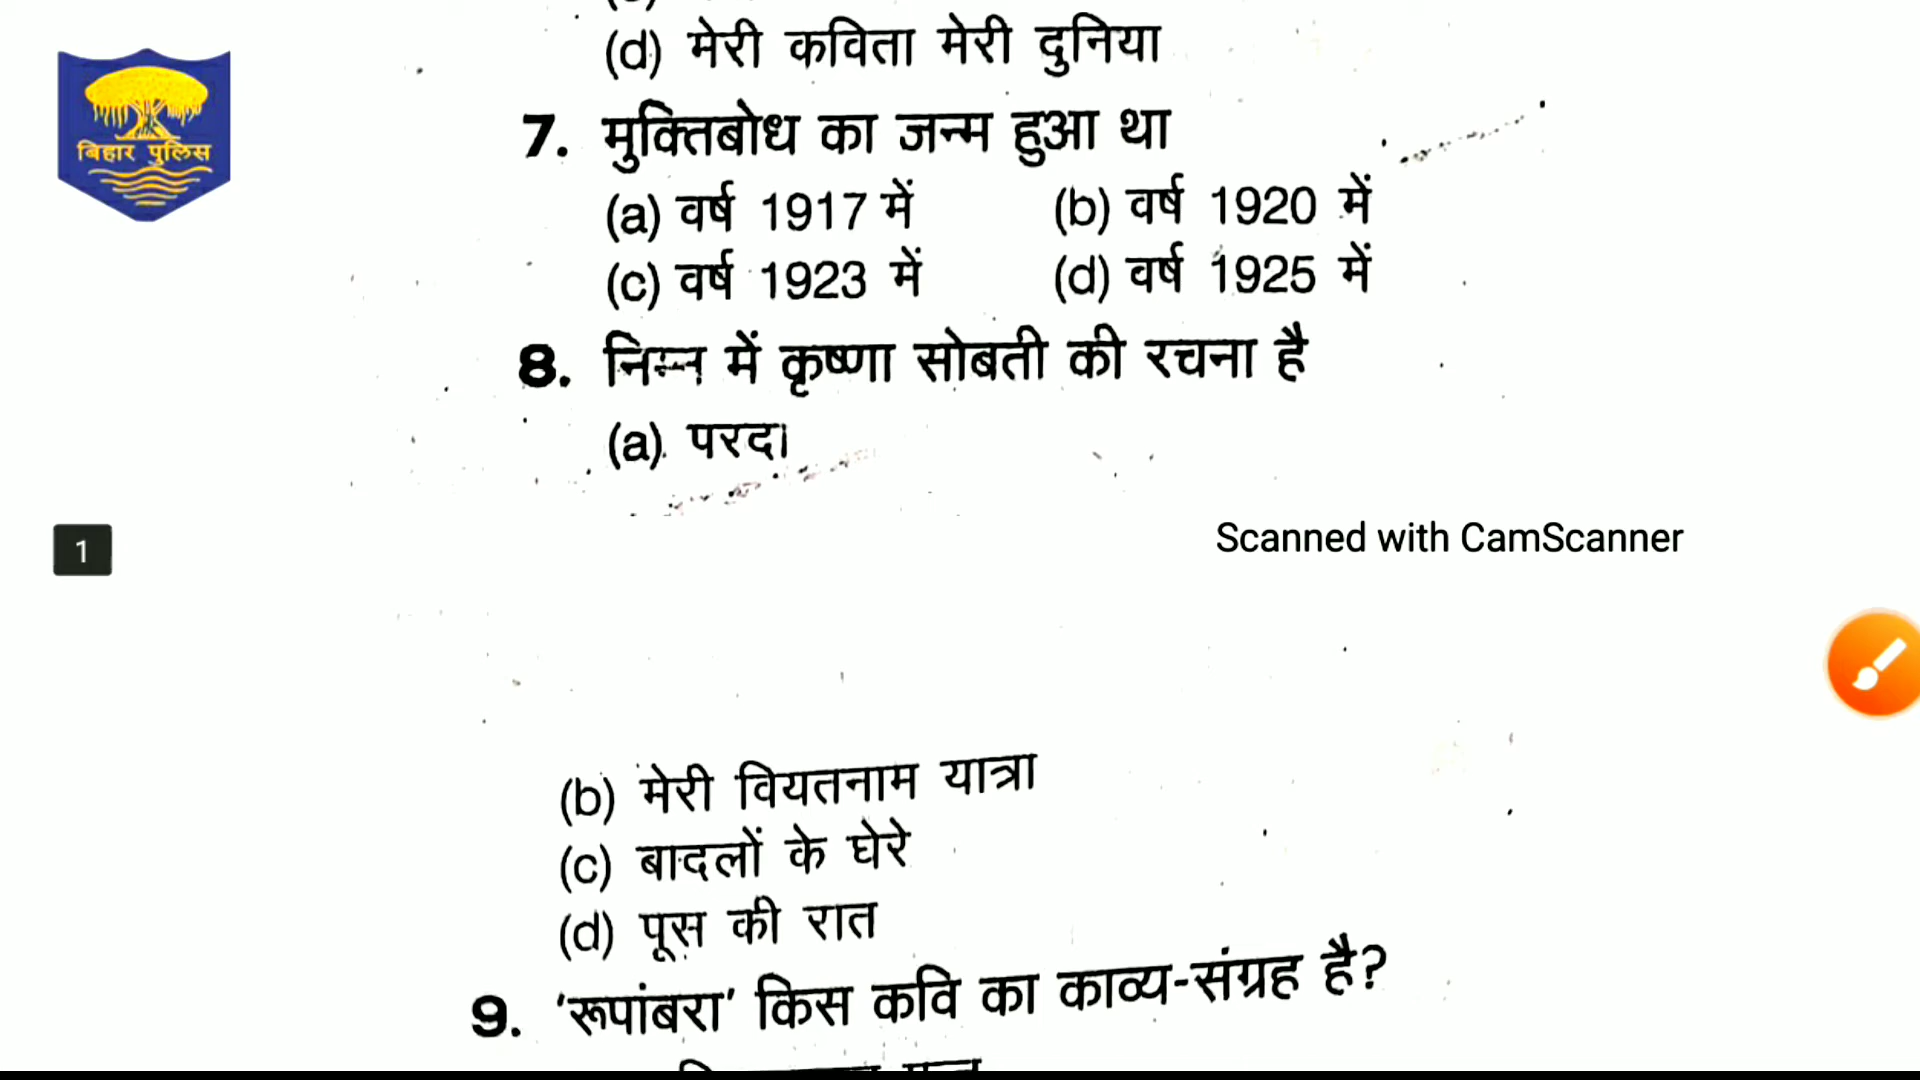 (d) मेरी कविता मेरी दुनिया
बिहार पुलिस
7. मुक्तिबोध का जन्म हुआ था
(a) वर्ष 1917 में (b) वर्ष 1920 में
(c) वर्ष 1923 में (d) वर्ष 1925 में
8. निम्न में कृष्णा सोबती की रचना है
(a) परदा
1
Scanned with CamScanner
(b) मेरी वियतनाम यात्रा
(c) बादलों के घेरे
(d) पूस की रात
9. 'रूपांबरा' किस कवि का काव्य-संग्रह है?